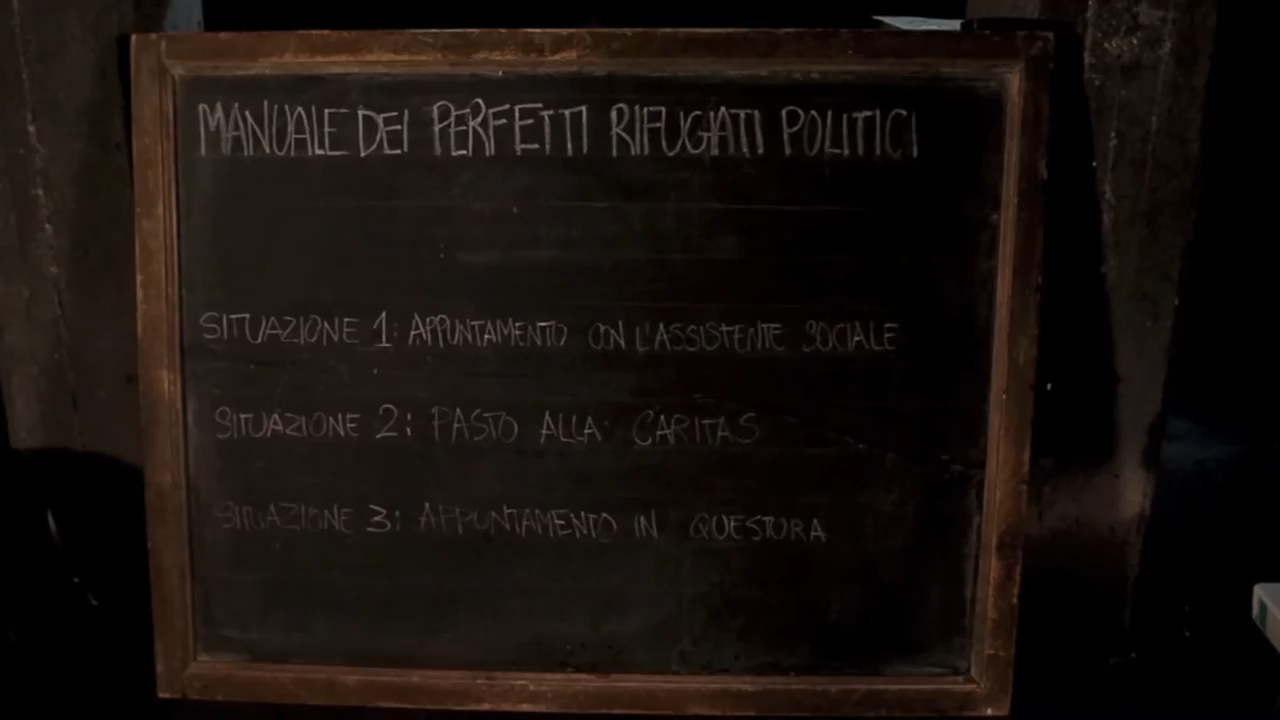 MANUALE DEI PERFETTI RIFUGIATI POLITICI
SITUAZIONE 1: APPUNTAMENTO CON L'ASSISTENTE SOCIALE
SITUAZIONE 2: PASTO ALLA CARITAS
SITUAZIONE 3: APPUNTAMENTO IN QUESTURA